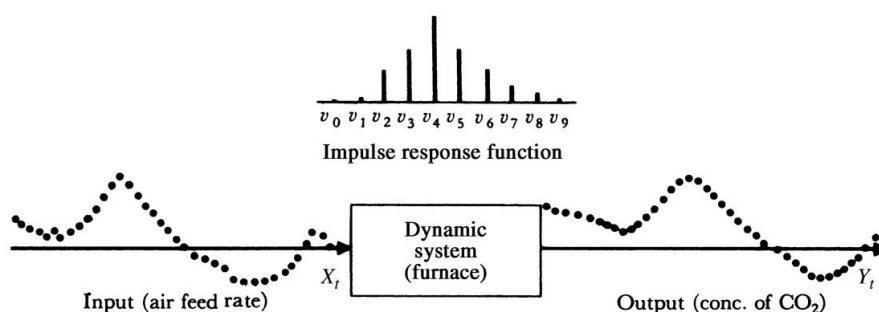 v₀ v₁ v₂ v₃ v₄ v₅ v₆ v₇ v₈ v₉
Impulse response function
Dynamic
system
(furnace)
Xₜ
Yₜ
Input (air feed rate)
Output (conc. of CO₂)